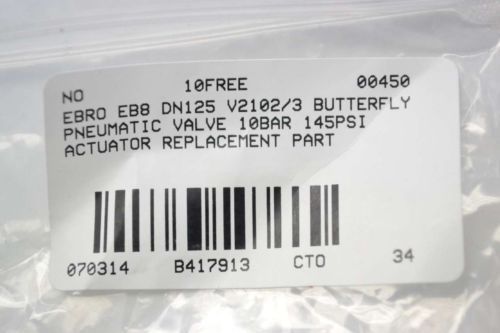 NO 10FREE 00450
EBRO EB8 DN125 V2102/3 BUTTERFLY
PNEUMATIC VALVE 10BAR 145PSI
ACTUATOR REPLACEMENT PART
070314 B417913 CTO 34